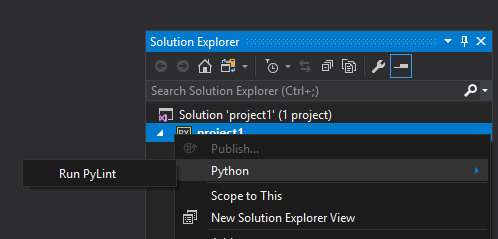 Solution Explorer
Search Solution Explorer (Ctrl+;)
Solution 'project1' (1 project)
PY project1
Publish...
Python
Run PyLint
Scope to This
New Solution Explorer View